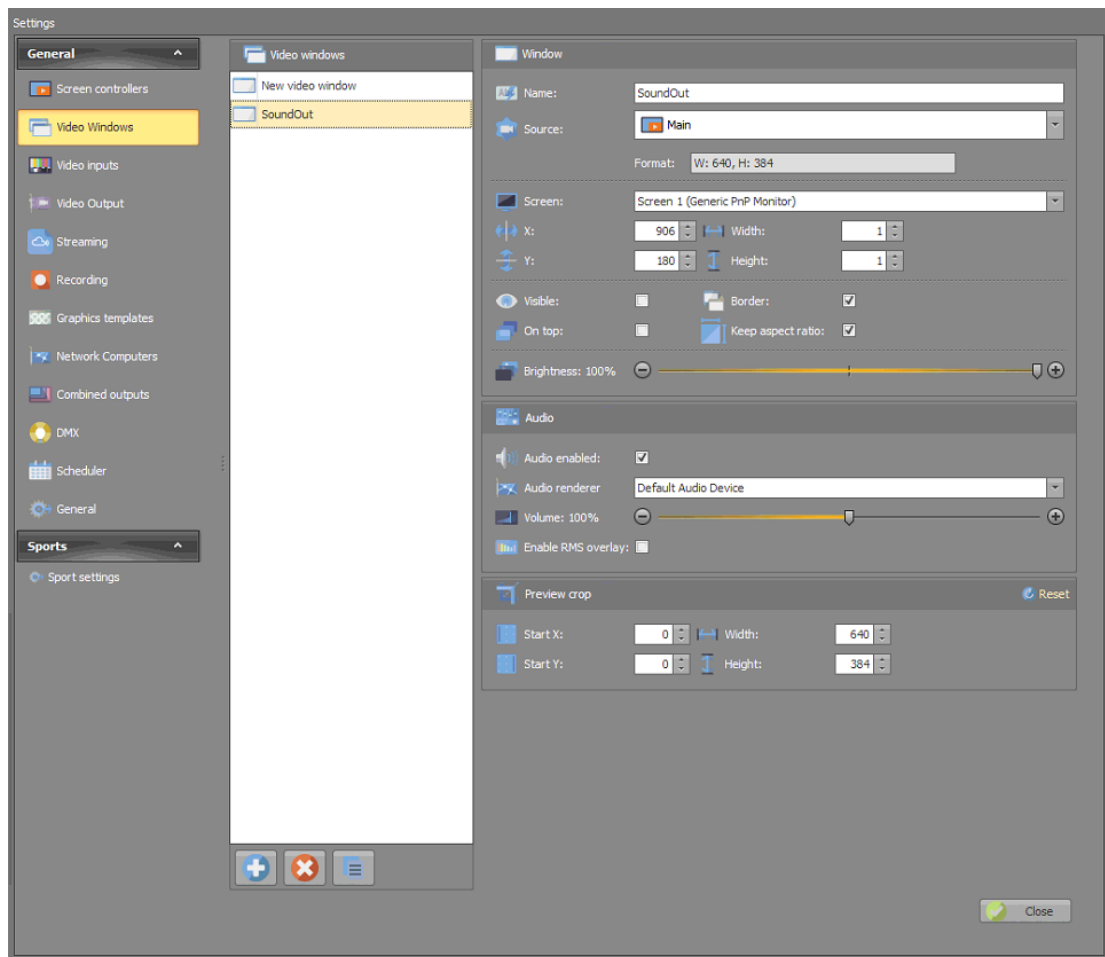 Settings
General
Screen controllers
Video Windows
Video inputs
Video Output
Streaming
Recording
Graphics templates
Network Computers
Combined outputs
DMX
Scheduler
General
Sports
Sport settings
Video windows
New video window
SoundOut
Window
Name: SoundOut
Source: Main
Format: W: 640, H: 384
Screen: Screen 1 (Generic PnP Monitor)
X: 906 Width: 1
Y: 180 Height: 1
Visible: Border:
On top: Keep aspect ratio:
Brightness: 100%
Audio
Audio enabled:
Audio renderer Default Audio Device
Volume: 100%
Enable RMS overlay:
Preview crop Reset
Start X: 0 Width: 640
Start Y: 0 Height: 384
Close